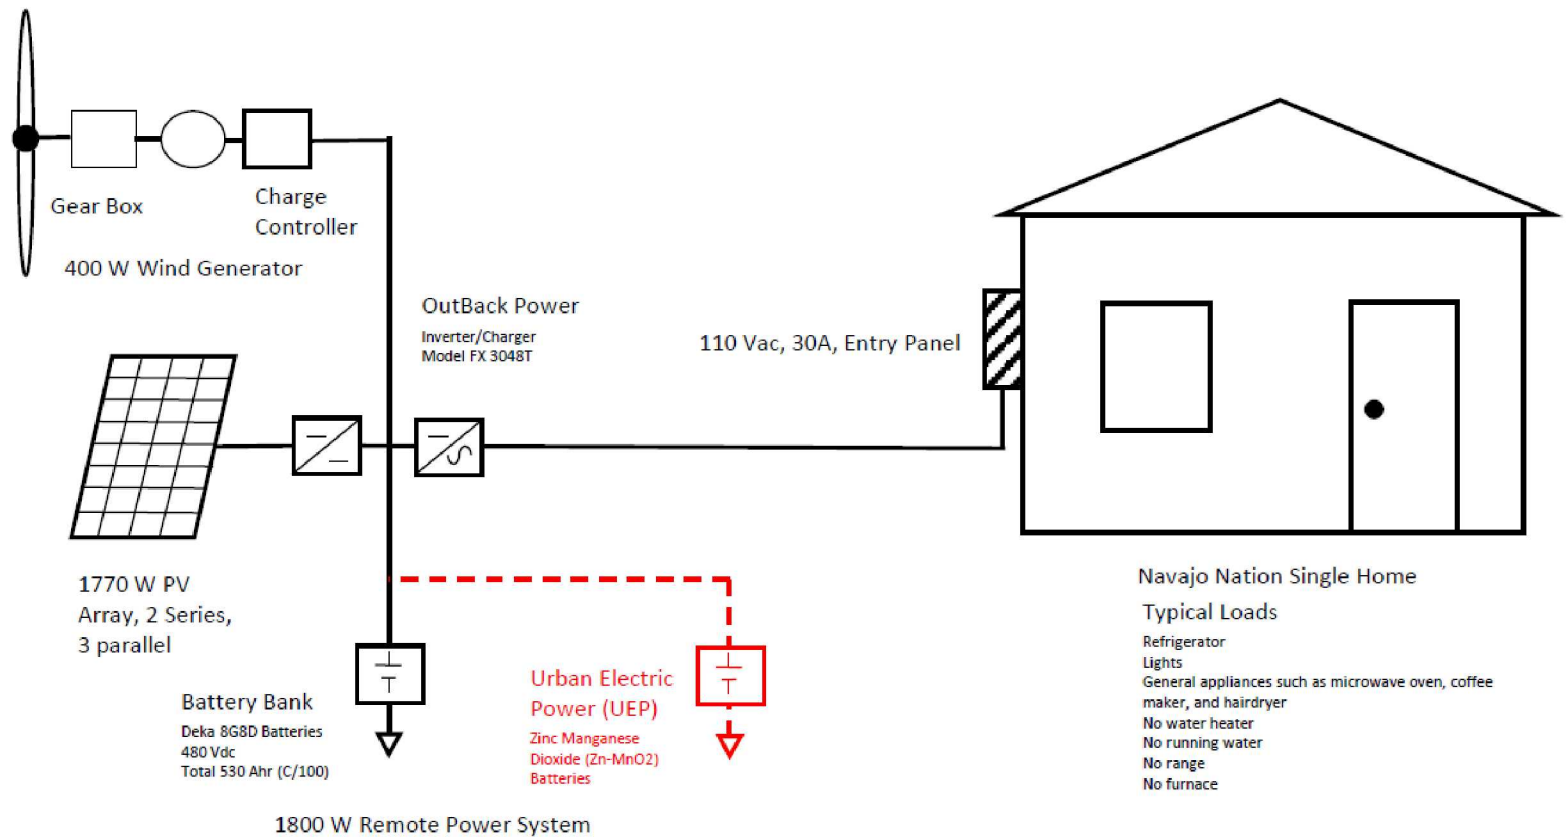 Gear Box
Charge
Controller
400 W Wind Generator
OutBack Power
Inverter/Charger
Model FX 3048T
110 Vac, 30A, Entry Panel
1770 W PV
Array, 2 Series,
3 parallel
Battery Bank
Deka 8G8D Batteries
480 Vdc
Total 530 Ahr (C/100)
Urban Electric
Power (UEP)
Zinc Manganese
Dioxide (Zn-MnO2)
Batteries
Navajo Nation Single Home
Typical Loads
Refrigerator
Lights
General appliances such as microwave oven, coffee
maker, and hairdryer
No water heater
No running water
No range
No furnace
1800 W Remote Power System